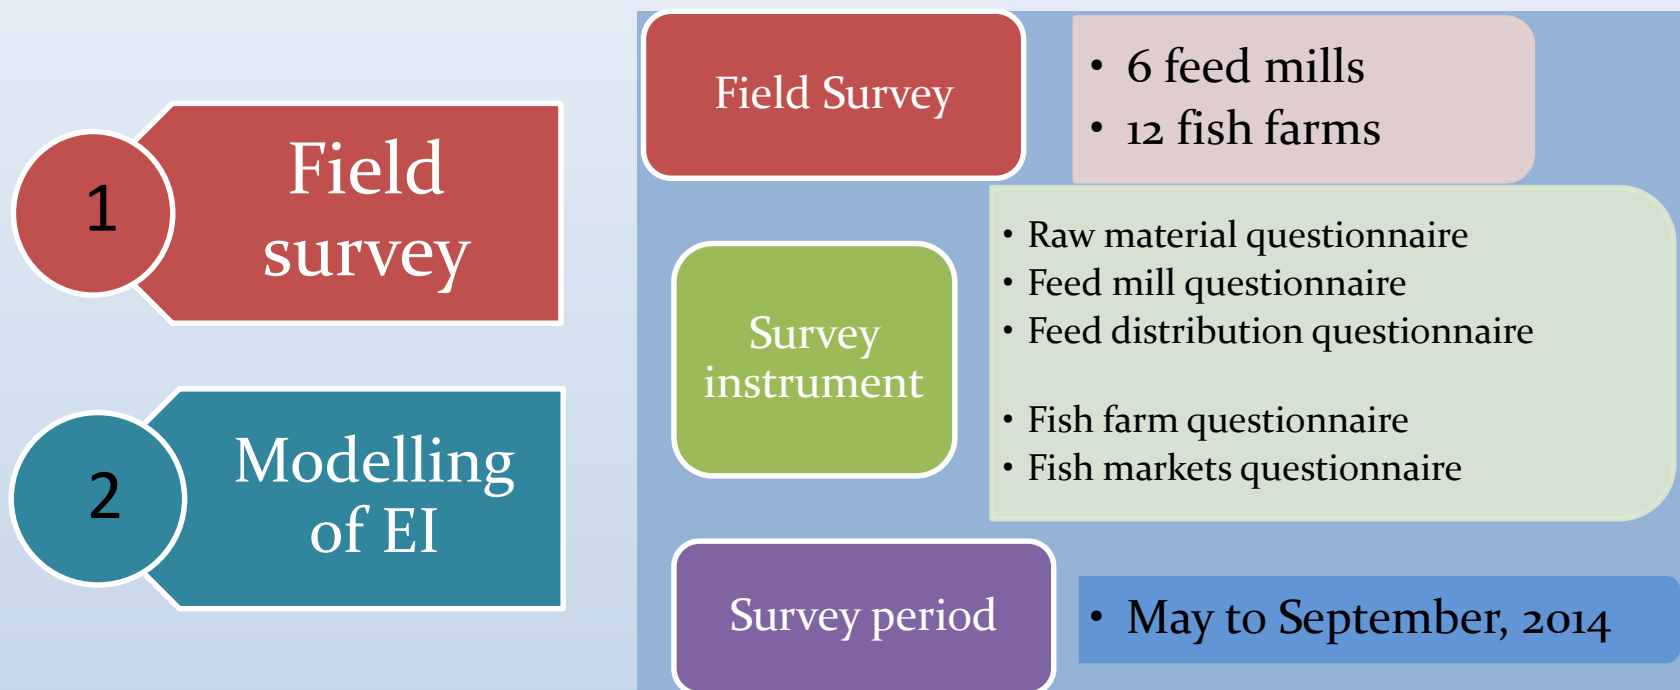 1
Field
survey
2
Modelling
of EI
Field Survey
• 6 feed mills
• 12 fish farms
Survey
instrument
• Raw material questionnaire
• Feed mill questionnaire
• Feed distribution questionnaire
• Fish farm questionnaire
• Fish markets questionnaire
Survey period
• May to September, 2014